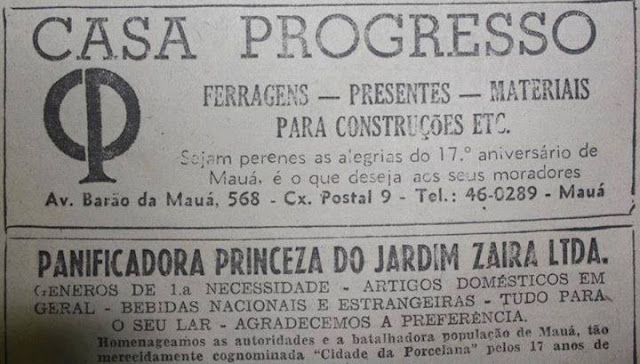 CASA PROGRESSO
FERRAGENS — PRESENTES — MATERIAIS
PARA CONSTRUÇÕES ETC.
Sejam perenes as alegrias do 17.º aniversário de
Mauá, é o que deseja aos seus moradores
Av. Barão da Mauá, 568 - Cx. Postal 9 - Tel.: 46-0289 - Mauá
PANIFICADORA PRINCEZA DO JARDIM ZAIRA LTDA.
GENEROS DE 1.a NECESSIDADE - ARTIGOS DOMÉSTICOS EM
GERAL - BEBIDAS NACIONAIS E ESTRANGEIRAS - TUDO PARA
O SEU LAR - AGRADECEMOS A PREFERÊNCIA.
Homenageamos as autoridades e a batalhadora população de Mauá, tão
merecidamente cognominada "Cidade da Porcelana" pelos 17 anos de